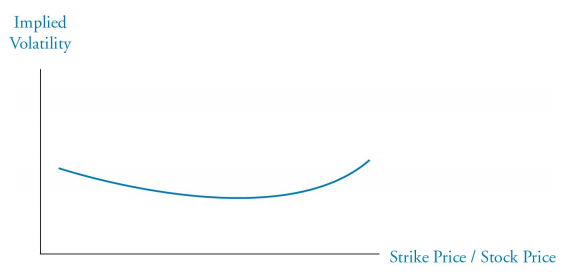 Implied
Volatility
Strike Price / Stock Price